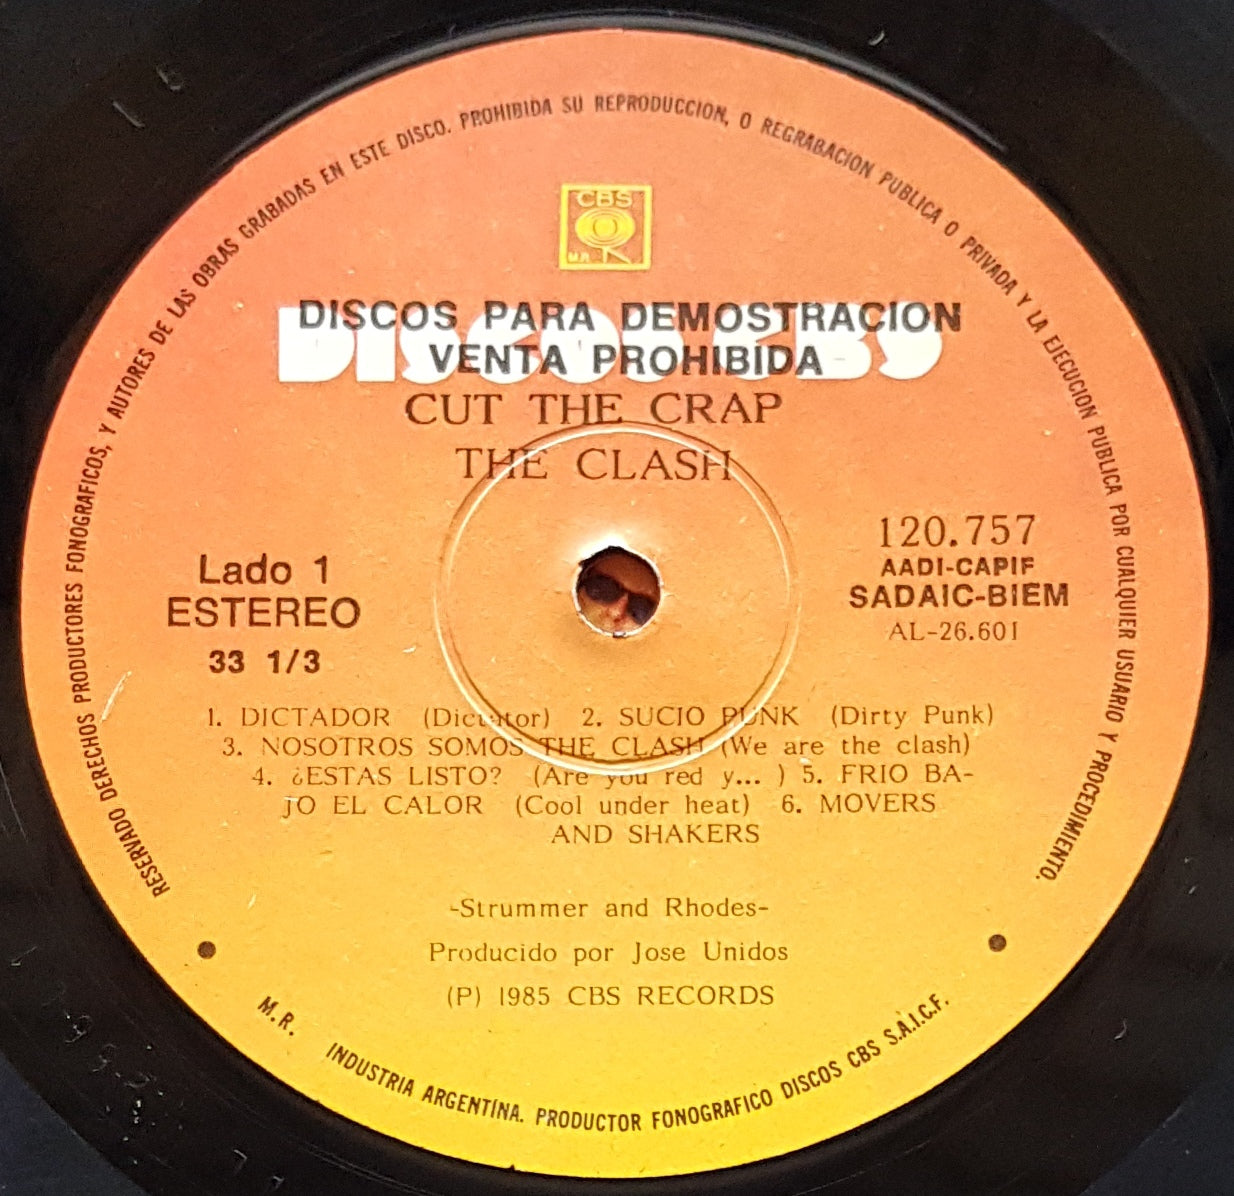 RESERVADO DERECHOS PRODUCTORES FONOGRAFICOS, Y AUTORES DE LAS OBRAS GRABADAS EN ESTE DISCO. PROHIBIDA SU REPRODUCCION, O REGRABACION PUBLICA O PRIVADA Y LA EJECUCION PUBLICA POR CUALQUIER USUARIO Y PROCEDIMIENTO.
CBS
M.R.
DISCOS CBS
DISCOS PARA DEMOSTRACION
VENTA PROHIBIDA
CUT THE CRAP
THE CLASH
Lado 1
ESTEREO
33 1/3
120.757
AADI-CAPIF
SADAIC-BIEM
AL-26.601
1. DICTADOR (Dictator) 2. SUCIO PUNK (Dirty Punk)
3. NOSOTROS SOMOS THE CLASH (We are the clash)
4. ¿ESTAS LISTO? (Are you red y... ) 5. FRIO BA-
JO EL CALOR (Cool under heat) 6. MOVERS
AND SHAKERS
-Strummer and Rhodes-
Producido por Jose Unidos
(P) 1985 CBS RECORDS
M.R. INDUSTRIA ARGENTINA. PRODUCTOR FONOGRAFICO DISCOS CBS S.A.I.C.F.